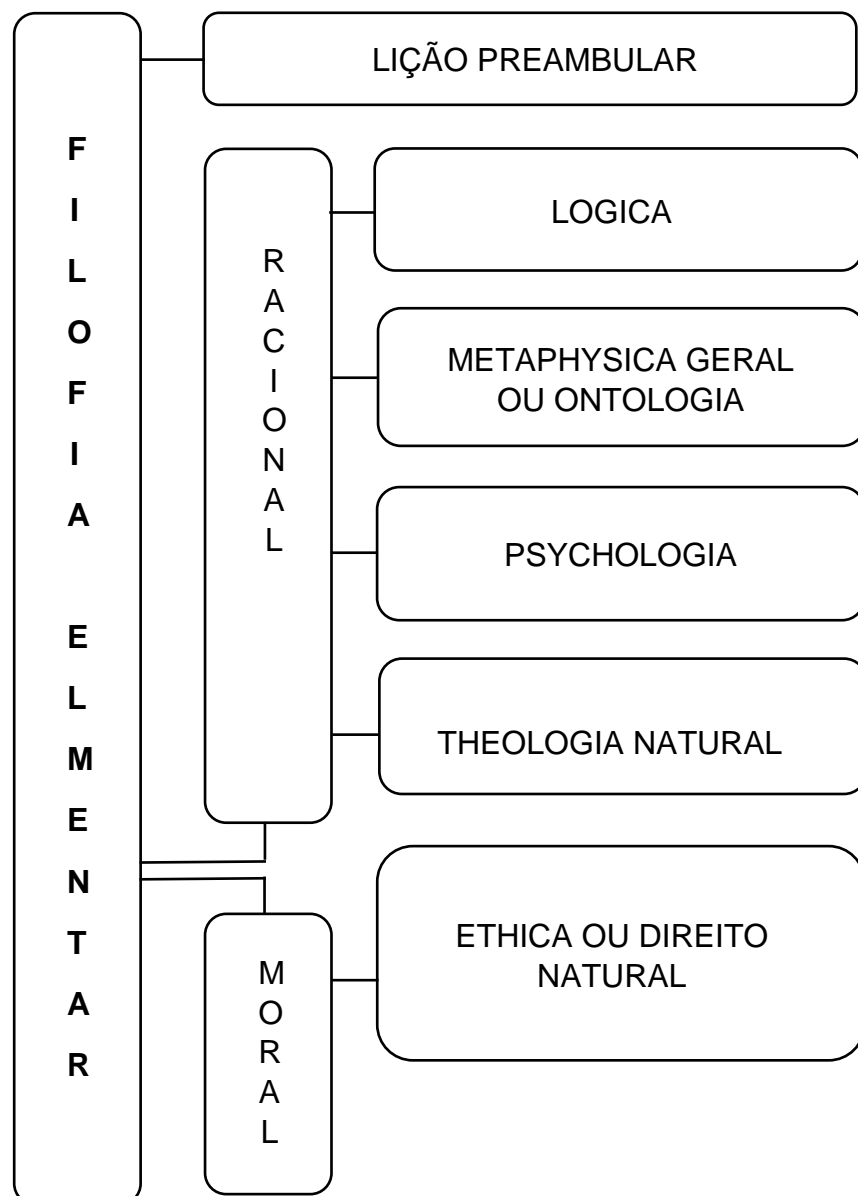 FILOFIA ELMENTAR
LIÇÃO PREAMBULAR
RACIONAL
LOGICA
METAPHYSICA GERAL
OU ONTOLOGIA
PSYCHOLOGIA
THEOLOGIA NATURAL
MORAL
ETHICA OU DIREITO
NATURAL